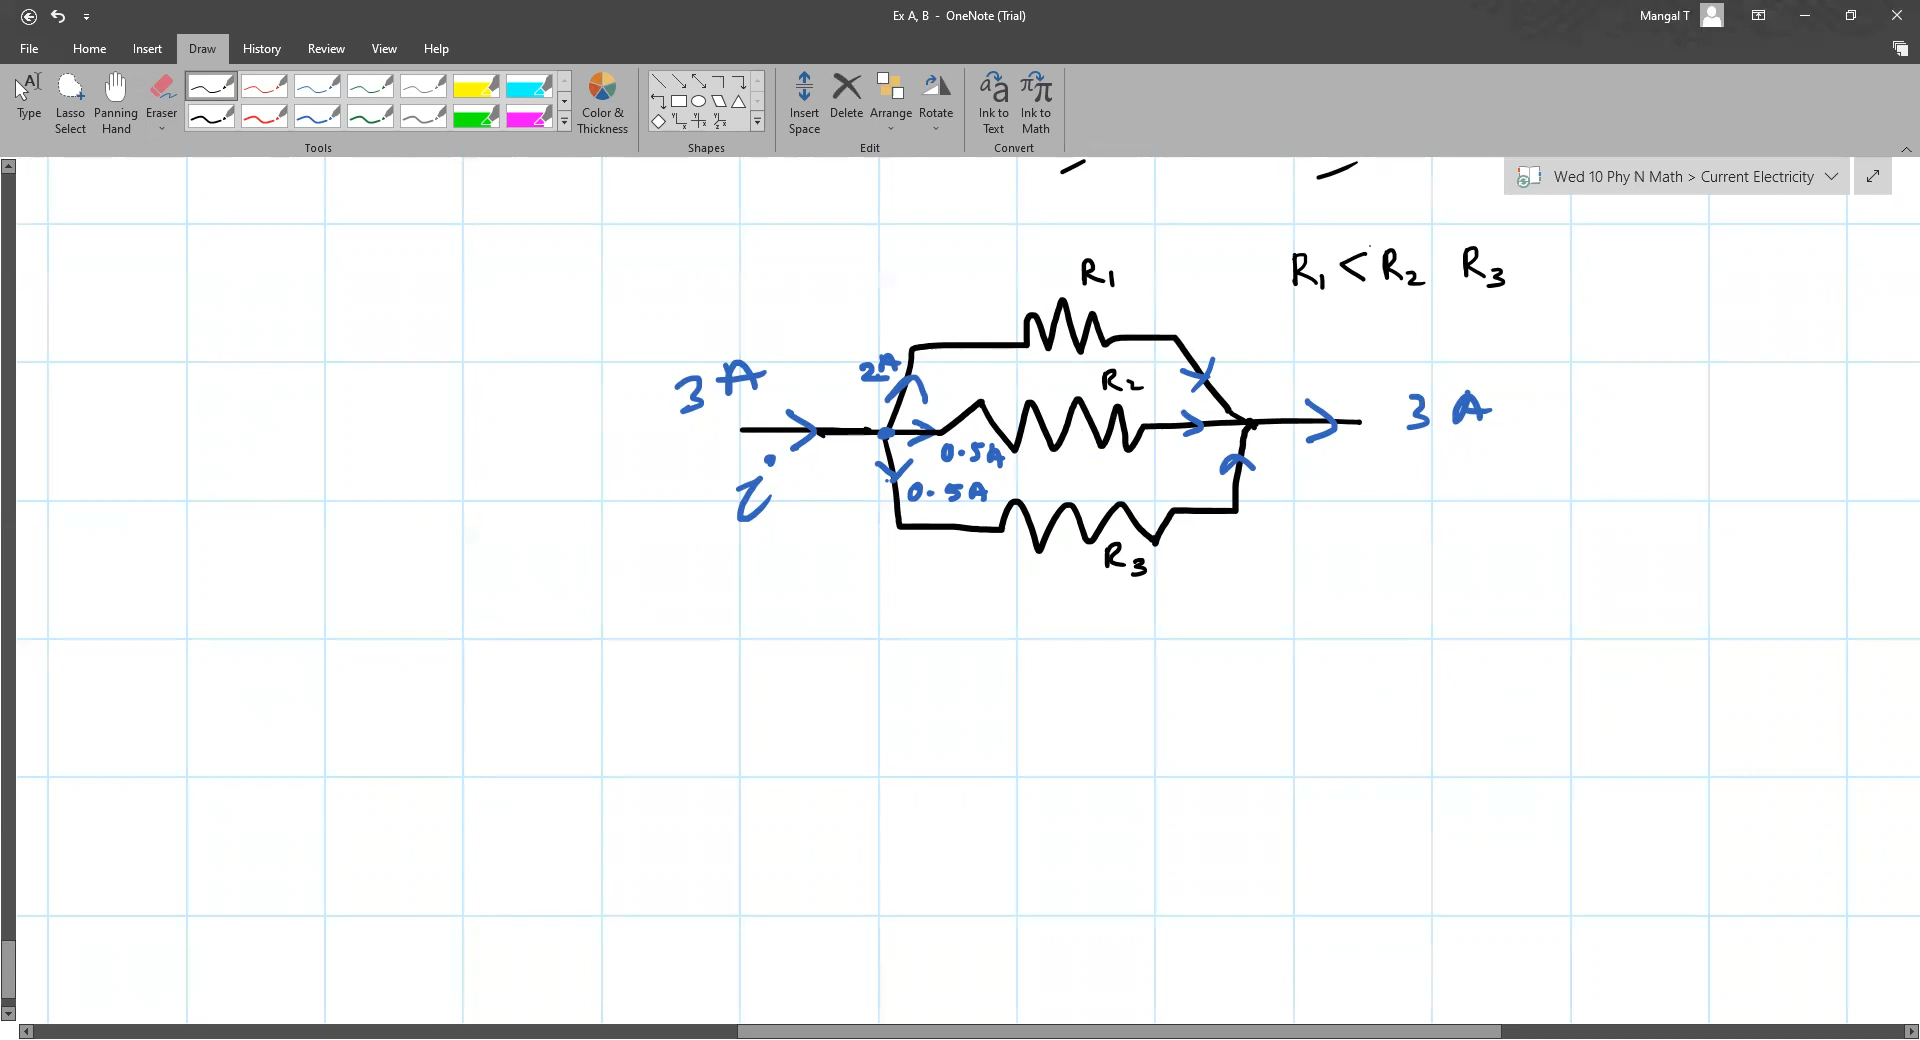 Ex A, B - OneNote (Trial)
Mangal T
File Home Insert Draw History Review View Help
Type
Lasso Select
Panning Hand
Eraser
Color & Thickness
Insert Space
Delete
Arrange
Rotate
Ink to Text
Ink to Math
Tools
Shapes
Edit
Convert
Wed 10 Phy N Math > Current Electricity
R₁ < R₂ R₃
R₁
3 A
2A
R₂
3 A
0.5A
i
0.5A
R₃